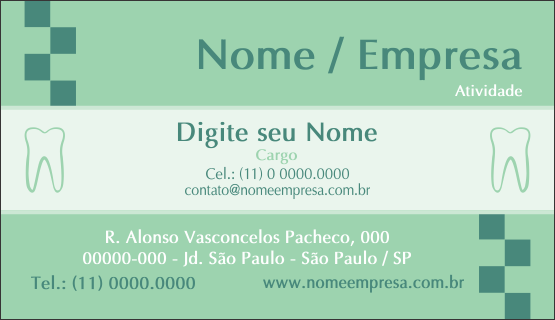 Nome / Empresa
Atividade
Digite seu Nome
Cargo
Cel.: (11) 0 0000.0000
contato@nomeempresa.com.br
R. Alonso Vasconcelos Pacheco, 000
00000-000 - Jd. São Paulo - São Paulo / SP
Tel.: (11) 0000.0000 www.nomeempresa.com.br